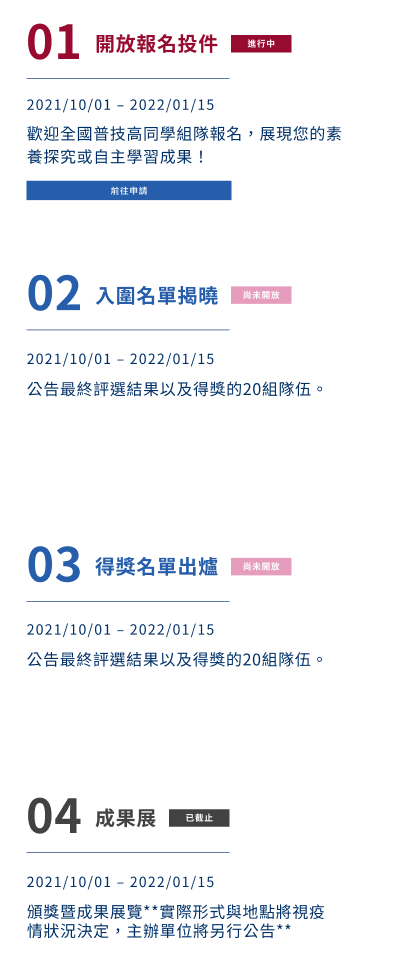 01 開放報名投件 進行中
2021/10/01 – 2022/01/15
歡迎全國普技高同學組隊報名，展現您的素
養探究或自主學習成果！
前往申請
02 入圍名單揭曉 尚未開放
2021/10/01 – 2022/01/15
公告最終評選結果以及得獎的20組隊伍。
03 得獎名單出爐 尚未開放
2021/10/01 – 2022/01/15
公告最終評選結果以及得獎的20組隊伍。
04 成果展 已截止
2021/10/01 – 2022/01/15
頒獎暨成果展覽**實際形式與地點將視疫
情狀況決定，主辦單位將另行公告**